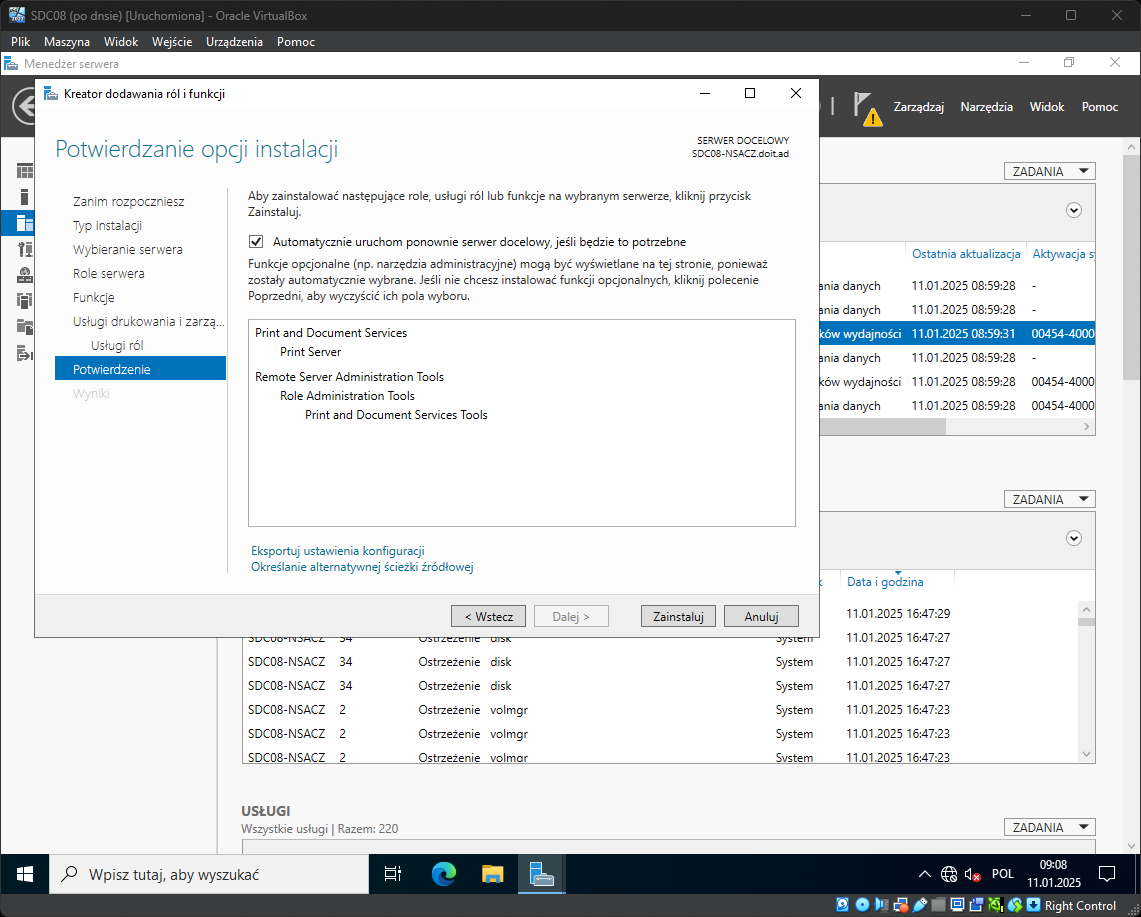 SDC08 (po dnsie) [Uruchomiona] - Oracle VirtualBox
Plik Maszyna Widok Wejście Urządzenia Pomoc
Menedżer serwera
Kreator dodawania ról i funkcji
Zarządzaj Narzędzia Widok Pomoc
Potwierdzanie opcji instalacji
SERWER DOCELOWY
SDC08-NSACZ.doit.ad
Zanim rozpoczniesz
Typ instalacji
Wybieranie serwera
Role serwera
Funkcje
Usługi drukowania i zarzą...
Usługi ról
Potwierdzenie
Wyniki
Aby zainstalować następujące role, usługi ról lub funkcje na wybranym serwerze, kliknij przycisk
Zainstaluj.
Automatycznie uruchom ponownie serwer docelowy, jeśli będzie to potrzebne
Funkcje opcjonalne (np. narzędzia administracyjne) mogą być wyświetlane na tej stronie, ponieważ
zostały automatycznie wybrane. Jeśli nie chcesz instalować funkcji opcjonalnych, kliknij polecenie
Poprzedni, aby wyczyścić ich pola wyboru.
Print and Document Services
Print Server
Remote Server Administration Tools
Role Administration Tools
Print and Document Services Tools
Eksportuj ustawienia konfiguracji
Określanie alternatywnej ścieżki źródłowej
< Wstecz Dalej > Zainstaluj Anuluj
ZADANIA
Ostatnia aktualizacja Aktywacja sy
ania danych 11.01.2025 08:59:28 -
ania danych 11.01.2025 08:59:28 -
ków wydajności 11.01.2025 08:59:31 00454-4000
ania danych 11.01.2025 08:59:28 -
ków wydajności 11.01.2025 08:59:28 00454-4000
ania danych 11.01.2025 08:59:28 00454-4000
ZADANIA
Data i godzina
11.01.2025 16:47:29
SDC08-NSACZ 34 Ostrzeżenie disk System 11.01.2025 16:47:27
SDC08-NSACZ 34 Ostrzeżenie disk System 11.01.2025 16:47:27
SDC08-NSACZ 34 Ostrzeżenie disk System 11.01.2025 16:47:27
SDC08-NSACZ 2 Ostrzeżenie volmgr System 11.01.2025 16:47:23
SDC08-NSACZ 2 Ostrzeżenie volmgr System 11.01.2025 16:47:23
SDC08-NSACZ 2 Ostrzeżenie volmgr System 11.01.2025 16:47:23
USŁUGI
Wszystkie usługi | Razem: 220
ZADANIA
Wpisz tutaj, aby wyszukać
POL
09:08
11.01.2025
Right Control